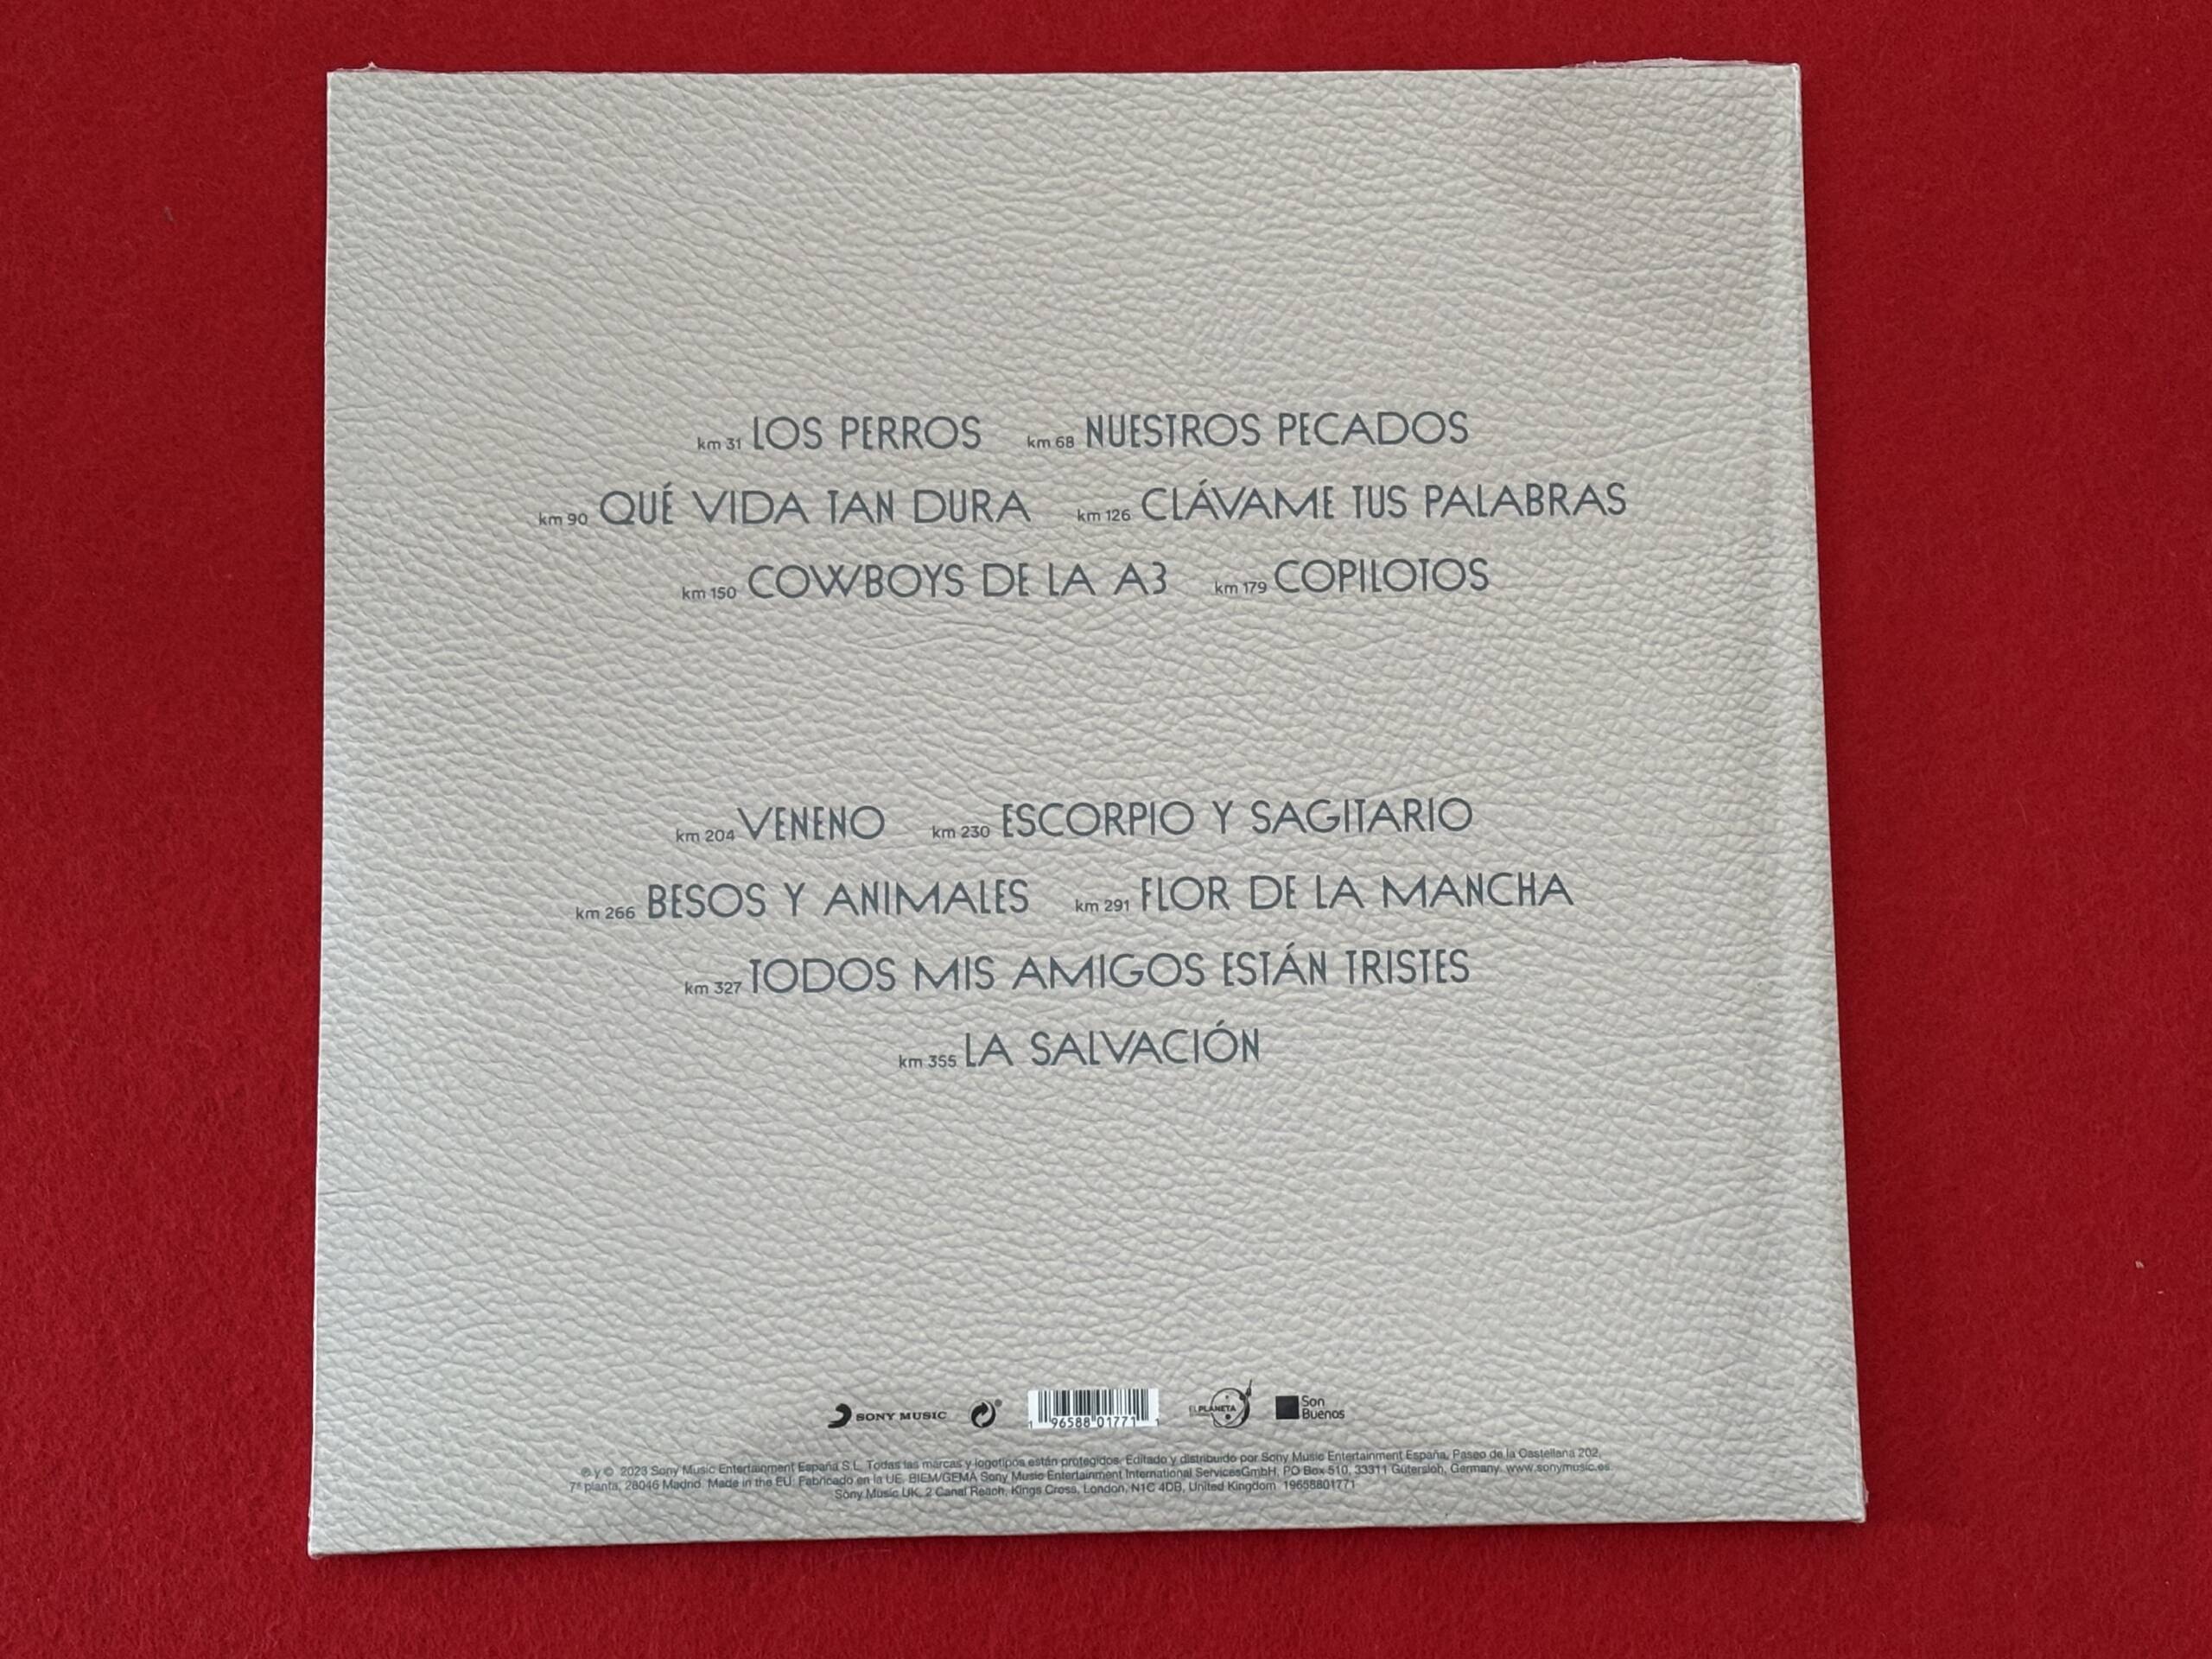 km 31 LOS PERROS km 68 NUESTROS PECADOS
km 90 QUÉ VIDA TAN DURA km 126 CLÁVAME TUS PALABRAS
km 150 COWBOYS DE LA A3 km 179 COPILOTOS
km 204 VENENO km 230 ESCORPIO Y SAGITARIO
km 266 BESOS Y ANIMALES km 291 FLOR DE LA MANCHA
km 327 TODOS MIS AMIGOS ESTÁN TRISTES
km 355 LA SALVACIÓN
SONY MUSIC 1 96588 01771 1 EL PLANETA Son Buenos
℗ y © 2023 Sony Music Entertainment España S.L. Todas las marcas y logotipos están protegidos. Editado y distribuido por Sony Music Entertainment España, Paseo de la Castellana 202,
7ª planta, 28046 Madrid. Made in the EU. Fabricado en la UE. BIEM/GEMA Sony Music Entertainment International ServicesGmbH, PO Box 510, 33311 Gütersloh, Germany. www.sonymusic.es
Sony Music UK, 2 Canal Reach, Kings Cross, London, N1C 4DB, United Kingdom 19658801771